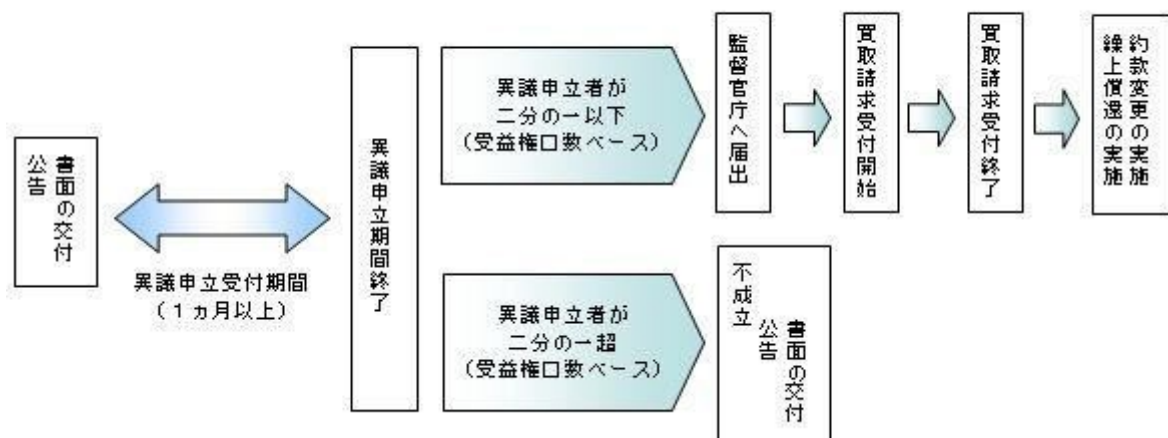 書面の交付
公告
異議申立受付期間
（１ヵ月以上）
異議申立期間終了
異議申立者が
二分の一以下
（受益権口数ベース）
監督官庁へ届出
買取請求受付開始
買取請求受付終了
約款変更の実施
繰上償還の実施
異議申立者が
二分の一超
（受益権口数ベース）
不成立
書面の交付
公告